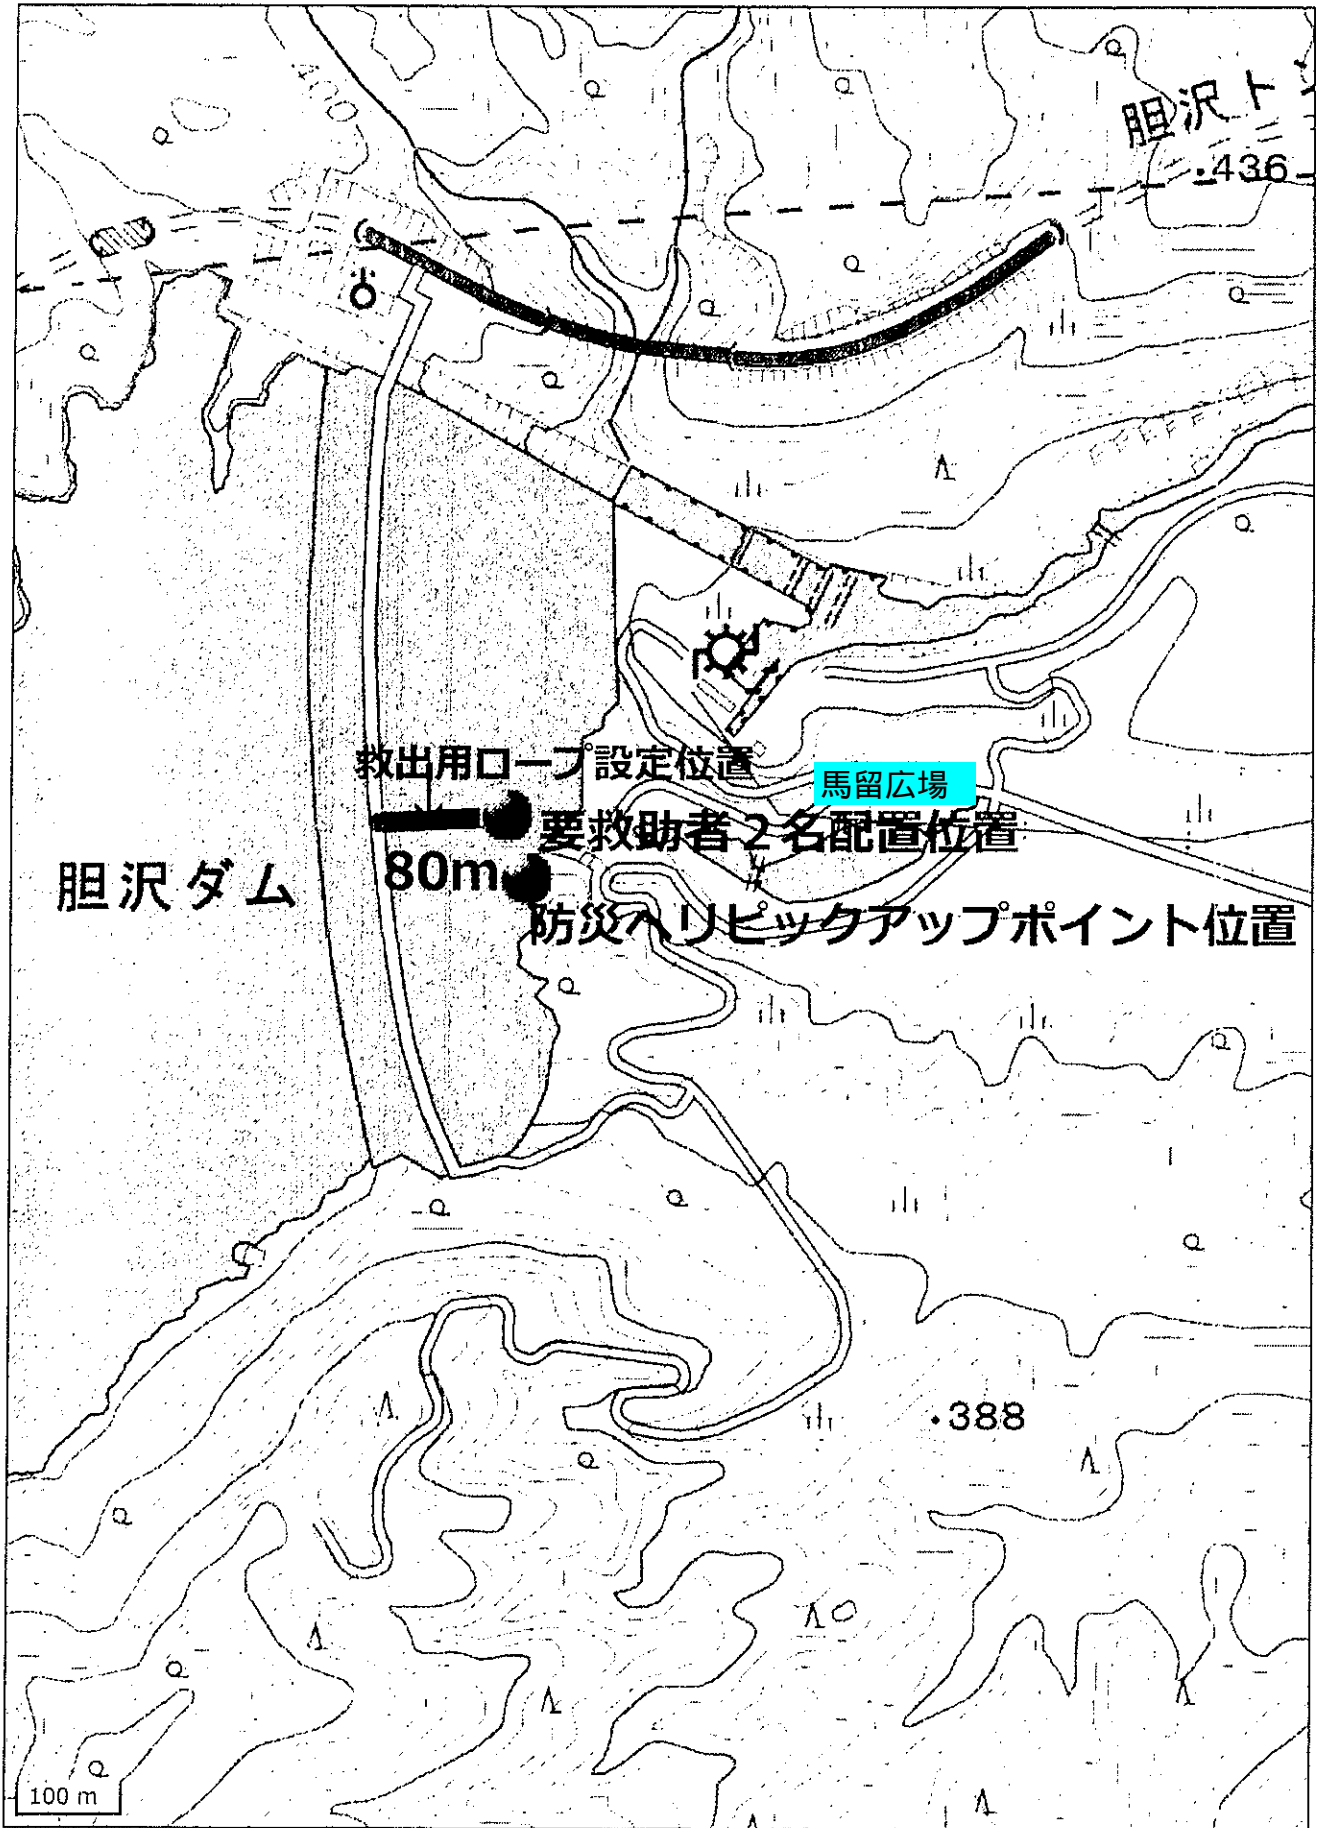 400
胆沢ト
436
救出用ロープ設定位置
馬留広場
要救助者２名配置位置
胆沢ダム
80m
防災ヘリピックアップポイント位置
388
100 m